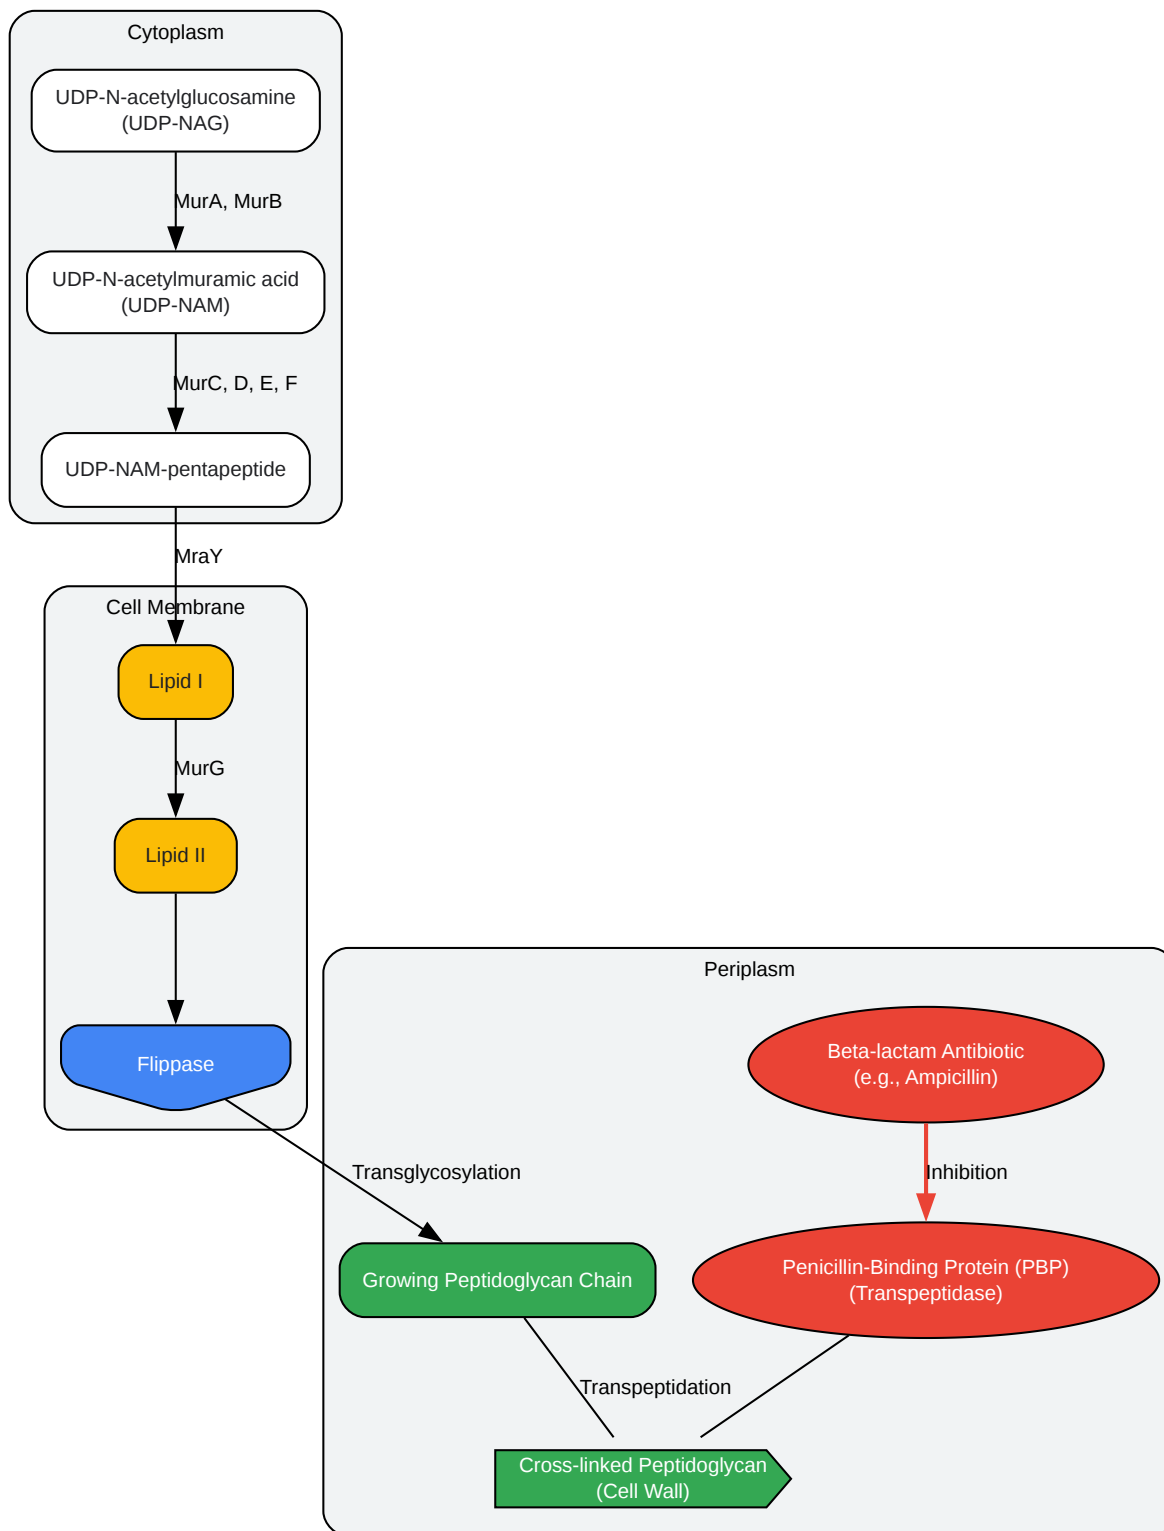 Cytoplasm
UDP-N-acetylglucosamine
(UDP-NAG)
MurA, MurB
UDP-N-acetylmuramic acid
(UDP-NAM)
MurC, D, E, F
UDP-NAM-pentapeptide
MraY
Cell Membrane
Lipid I
MurG
Lipid II
Flippase
Periplasm
Beta-lactam Antibiotic
(e.g., Ampicillin)
Transglycosylation
Inhibition
Growing Peptidoglycan Chain
Penicillin-Binding Protein (PBP)
(Transpeptidase)
Transpeptidation
Cross-linked Peptidoglycan
(Cell Wall)